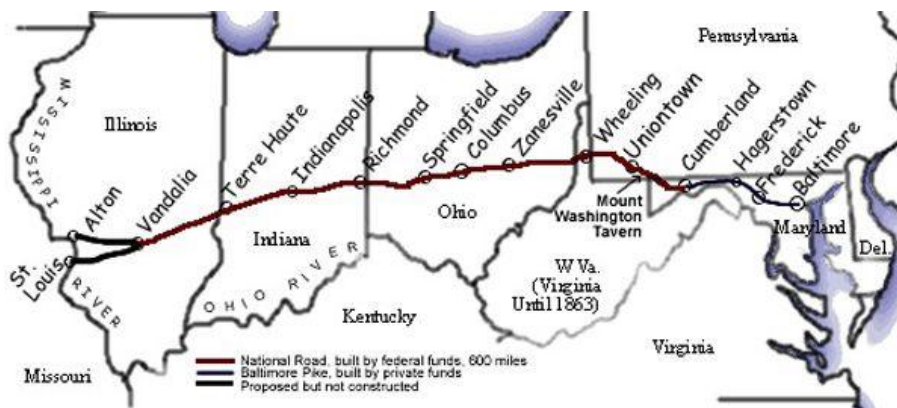 Pennsylvania
MISSISSIPPI
Illinois
Alton
Vandalia
Terre Haute
Indianapolis
Richmond
Springfield
Columbus
Zanesville
Wheeling
Uniontown
Cumberland
Hagerstown
Frederick
Baltimore
Mount
Washington
Tavern
Maryland
Del.
Indiana
Ohio
St.
Louis
RIVER
OHIO RIVER
W Va.
(Virginia
Until 1863)
Kentucky
Virginia
Missouri
National Road, built by federal funds, 600 miles
Baltimore Pike, built by private funds
Proposed but not constructed